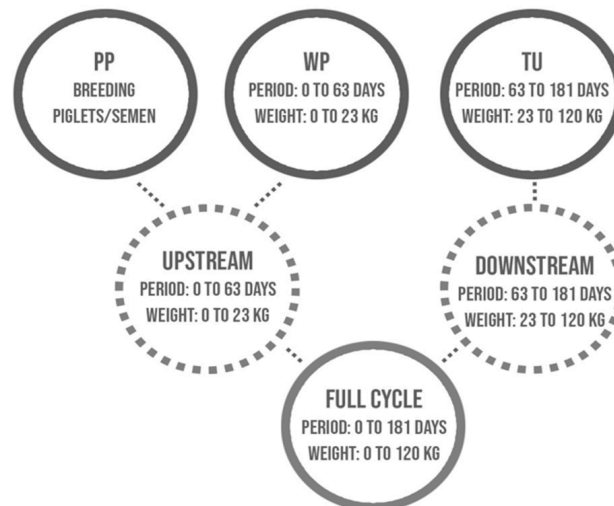 PP
BREEDING
PIGLETS/SEMEN
WP
PERIOD: 0 TO 63 DAYS
WEIGHT: 0 TO 23 KG
TU
PERIOD: 63 TO 181 DAYS
WEIGHT: 23 TO 120 KG
UPSTREAM
PERIOD: 0 TO 63 DAYS
WEIGHT: 0 TO 23 KG
DOWNSTREAM
PERIOD: 63 TO 181 DAYS
WEIGHT: 23 TO 120 KG
FULL CYCLE
PERIOD: 0 TO 181 DAYS
WEIGHT: 0 TO 120 KG